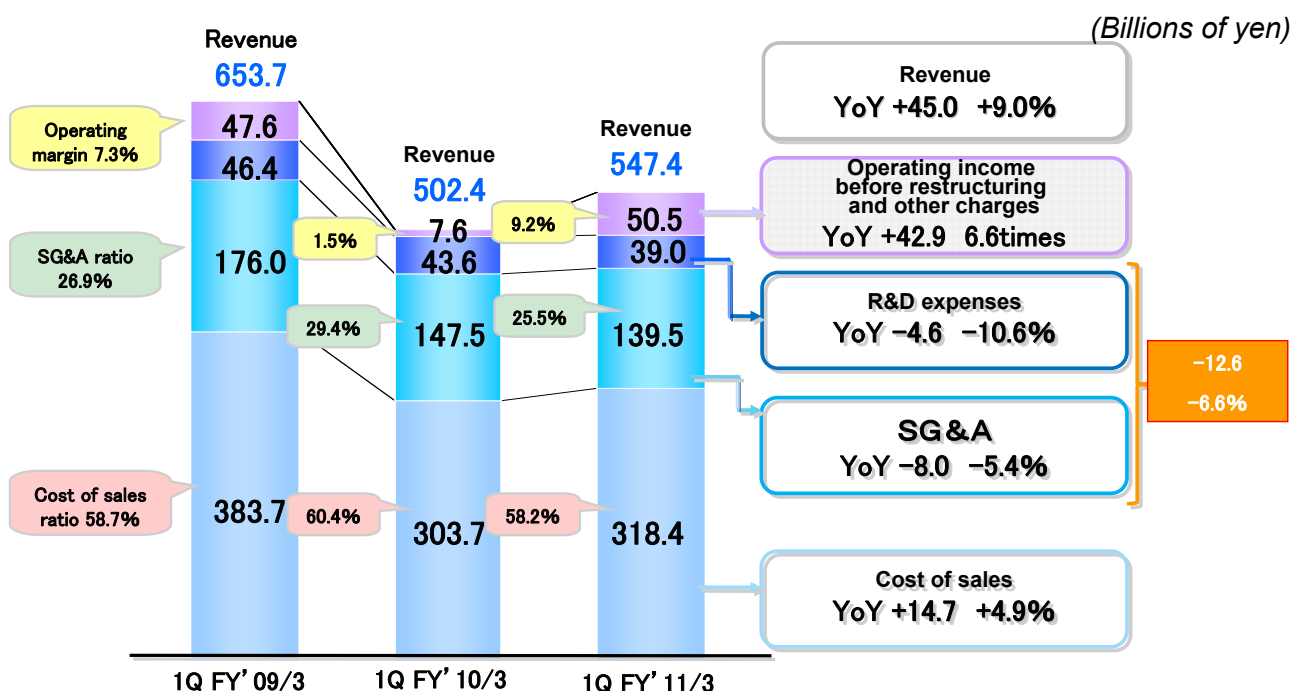 (Billions of yen)
Revenue
653.7
47.6
46.4
176.0
383.7
Operating
margin 7.3%
SG&A ratio
26.9%
Cost of sales
ratio 58.7%
Revenue
502.4
7.6
43.6
147.5
303.7
1.5%
29.4%
60.4%
Revenue
547.4
50.5
39.0
139.5
318.4
9.2%
25.5%
58.2%
Revenue
YoY +45.0 +9.0%
Operating income
before restructuring
and other charges
YoY +42.9 6.6times
R&D expenses
YoY −4.6 −10.6%
SG&A
YoY −8.0 −5.4%
−12.6
−6.6%
Cost of sales
YoY +14.7 +4.9%
1Q FY' 09/3
1Q FY' 10/3
1Q FY' 11/3